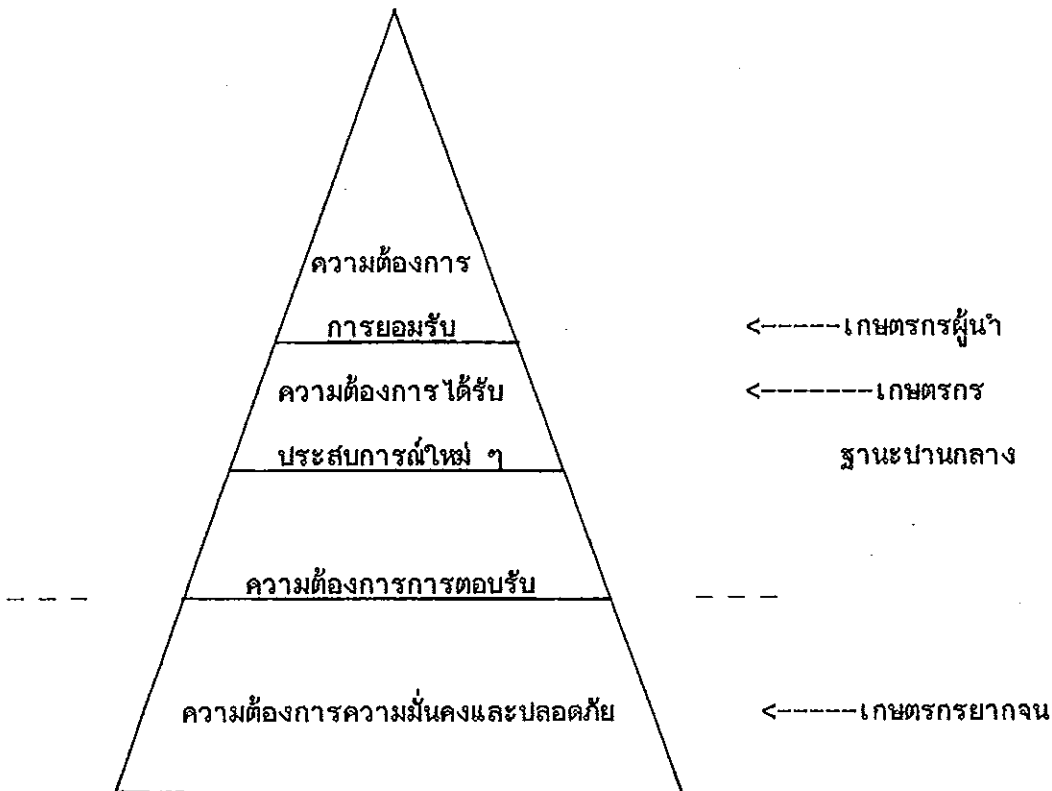 ความต้องการ
การยอมรับ <------เกษตรกรผู้นำ
ความต้องการได้รับ <-------เกษตรกร
ประสบการณ์ใหม่ ๆ ฐานะปานกลาง
ความต้องการการตอบรับ
ความต้องการความมั่นคงและปลอดภัย <------เกษตรกรยากจน